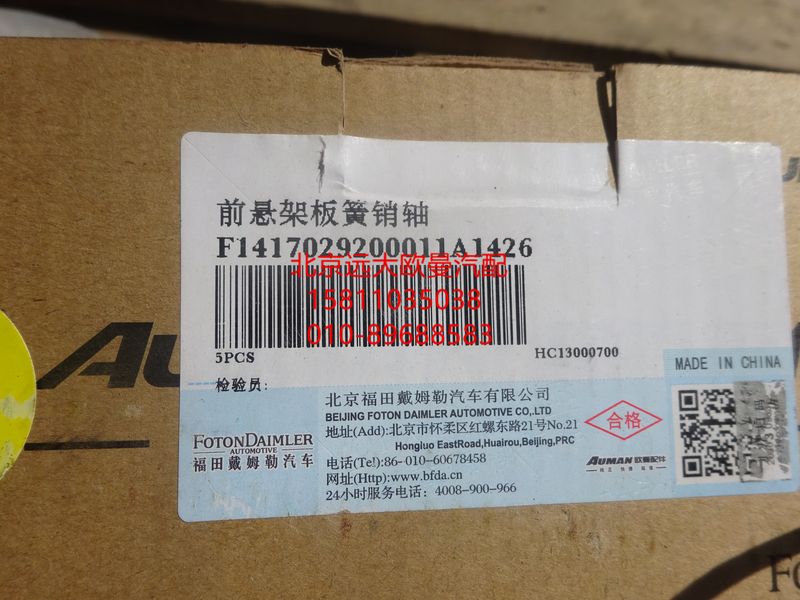 前悬架板簧销轴
F1417029200011A1426
北京远大欧曼汽配
15811035038
010-89688583
5PCS
HC13000700
检验员：
MADE IN CHINA
北京福田戴姆勒汽车有限公司
BEIJING FOTON DAIMLER AUTOMOTIVE CO,.LTD
地址(Add):北京市怀柔区红螺东路21号No.21
Hongluo EastRoad,Huairou,Beijing,PRC
电话(Te!):86-010-60678458
网址(Http):www.bfda.cn
24小时服务电话：4008-900-966
FOTONDAIMLER
AUTOMOTIVE
福田戴姆勒汽车
合格
AUMAN 欧曼配件
AU